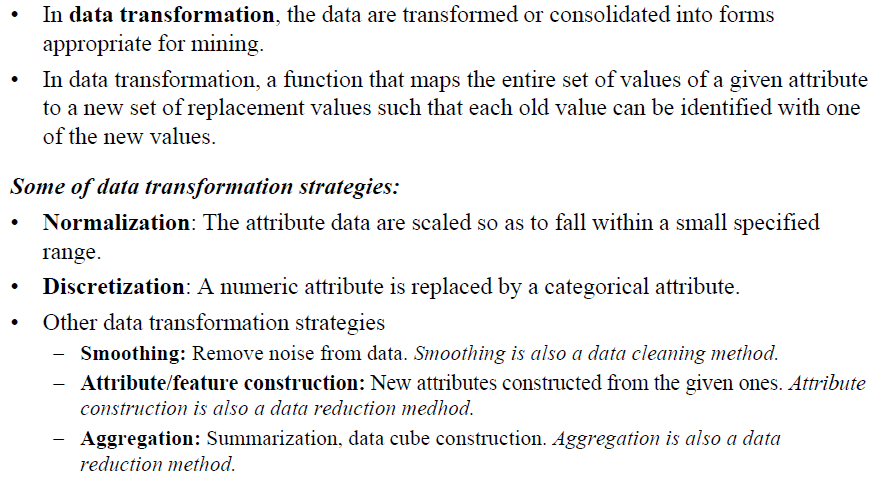 • In data transformation, the data are transformed or consolidated into forms
appropriate for mining.
• In data transformation, a function that maps the entire set of values of a given attribute
to a new set of replacement values such that each old value can be identified with one
of the new values.
Some of data transformation strategies:
• Normalization: The attribute data are scaled so as to fall within a small specified
range.
• Discretization: A numeric attribute is replaced by a categorical attribute.
• Other data transformation strategies
– Smoothing: Remove noise from data. Smoothing is also a data cleaning method.
– Attribute/feature construction: New attributes constructed from the given ones. Attribute
construction is also a data reduction medhod.
– Aggregation: Summarization, data cube construction. Aggregation is also a data
reduction method.